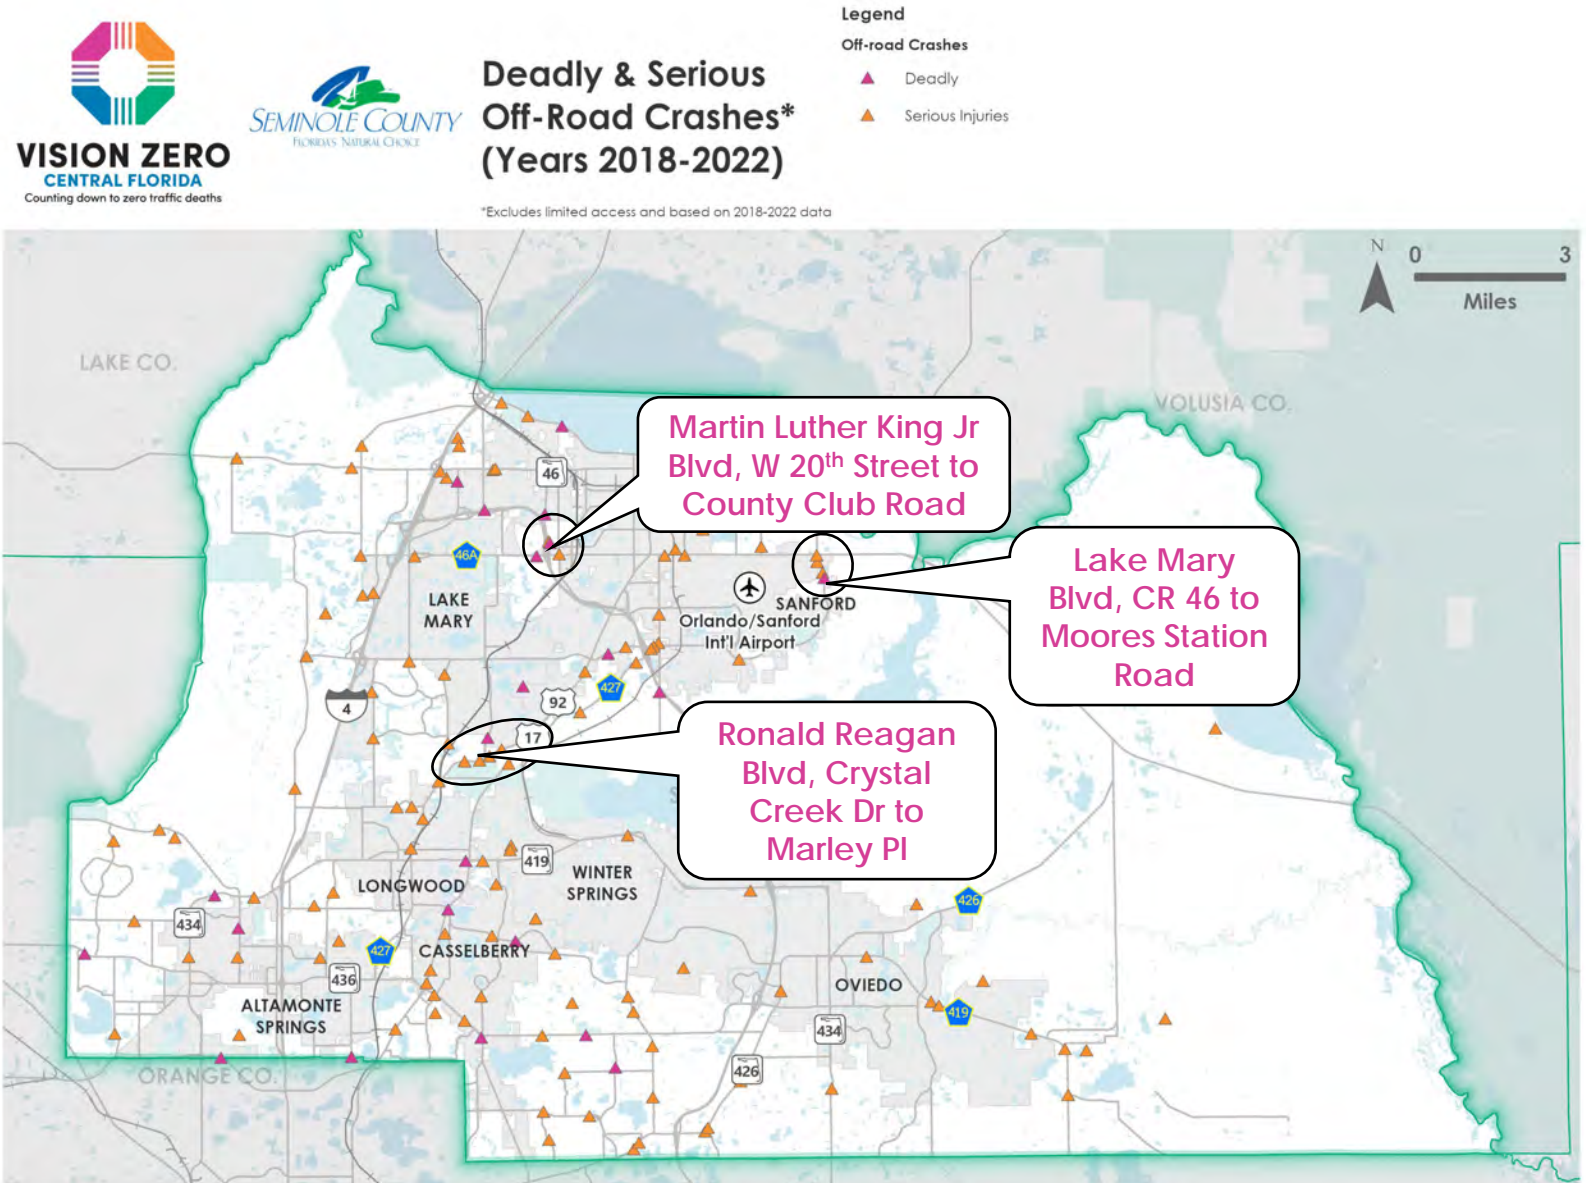 VISION ZERO
CENTRAL FLORIDA
Counting down to zero traffic deaths
SEMINOLE COUNTY
FLORIDA'S NATURAL CHOICE
Deadly & Serious
Off-Road Crashes*
(Years 2018-2022)
*Excludes limited access and based on 2018-2022 data
Legend
Off-road Crashes
Deadly
Serious Injuries
N
0 3
Miles
LAKE CO.
VOLUSIA CO.
Martin Luther King Jr
Blvd, W 20th Street to
County Club Road
46
46A
LAKE
MARY
SANFORD
Orlando/Sanford
Int'l Airport
Lake Mary
Blvd, CR 46 to
Moores Station
Road
4
92
427
17
Ronald Reagan
Blvd, Crystal
Creek Dr to
Marley Pl
419
WINTER
SPRINGS
LONGWOOD
426
434
427
CASSELBERRY
436
OVIEDO
ALTAMONTE
SPRINGS
419
434
426
ORANGE CO.